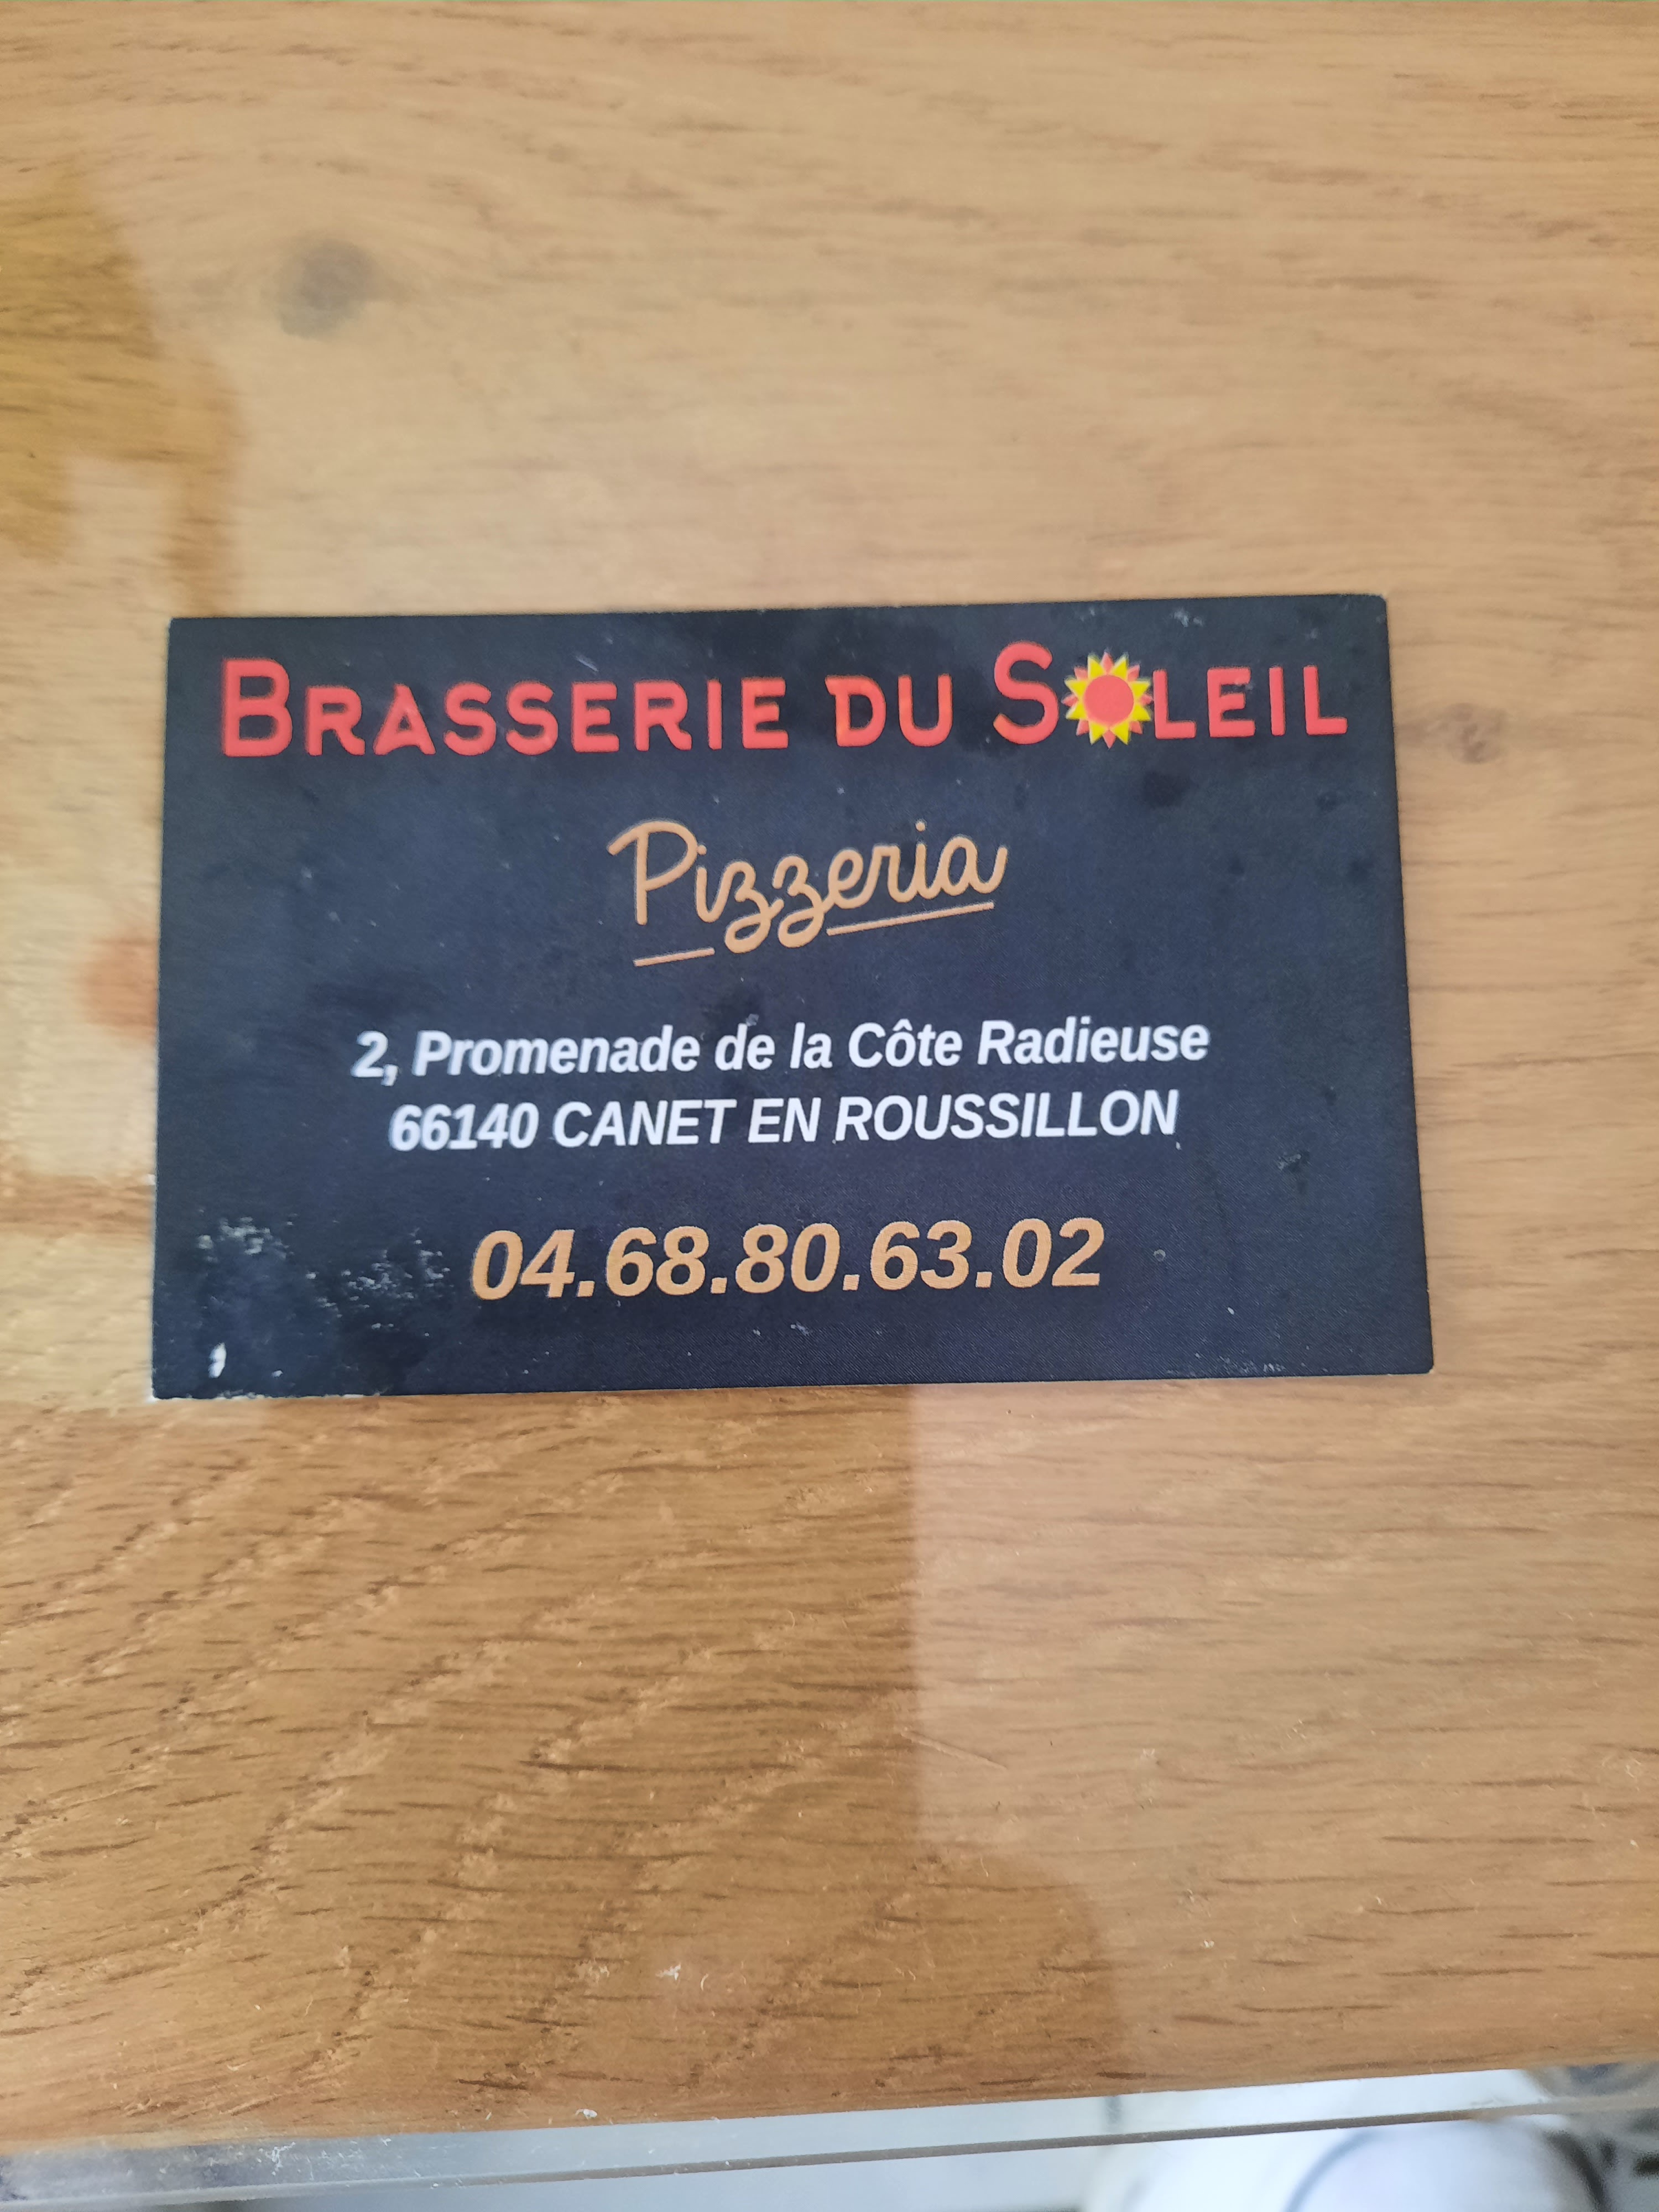 BRASSERIE DU SOLEIL
Pizzeria
2, Promenade de la Côte Radieuse
66140 CANET EN ROUSSILLON
04.68.80.63.02